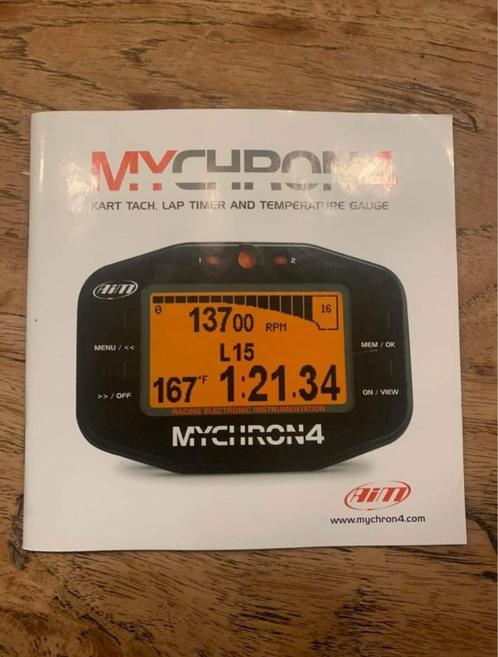 MYCHRON4
KART TACH, LAP TIMER AND TEMPERATURE GAUGE
1
2
AiM
0
16
13700 RPM
MENU / <<
MEM / OK
L15
>> / OFF
167°F
1:21.34
ON / VIEW
RACING ELECTRONIC INSTRUMENTATION
MYCHRON4
AiM
www.mychron4.com